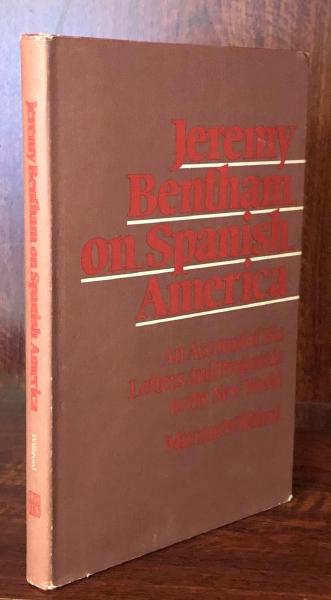 Jeremy Bentham on Spanish America
Williford
Jeremy
Bentham
on Spanish
America
An Account of His
Letters and Proposals
to the New World
Miriam Williford